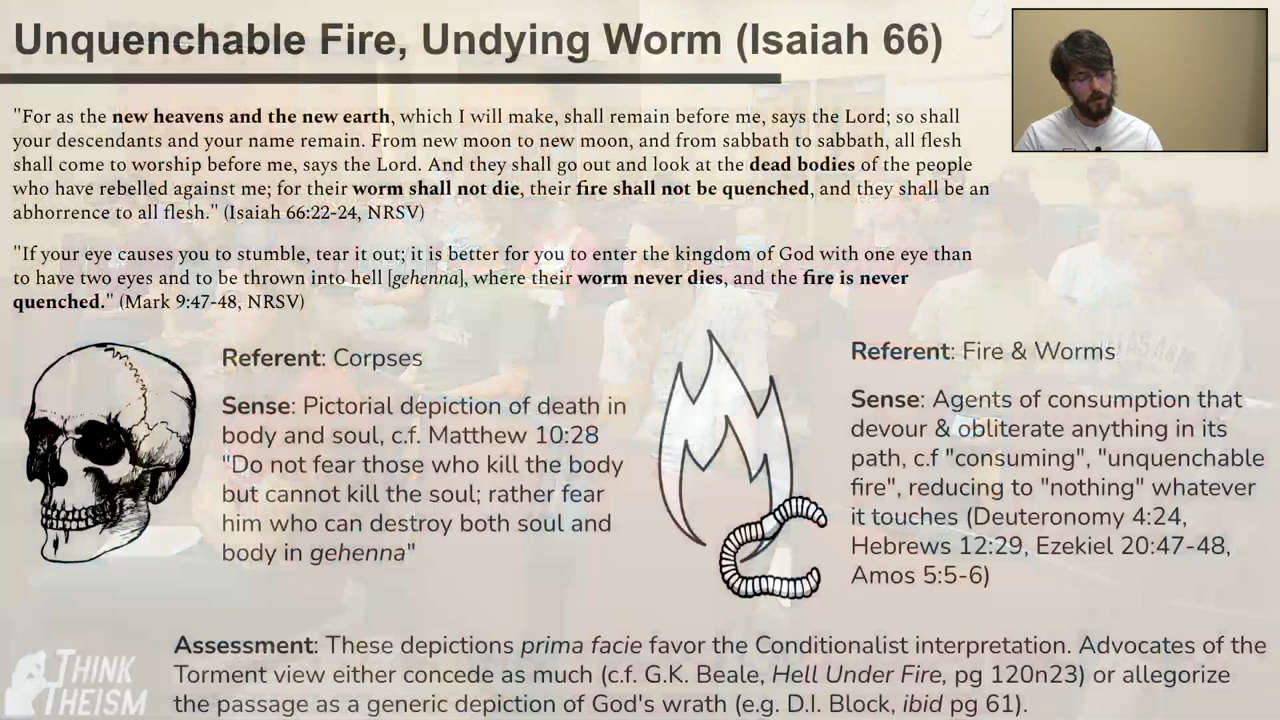 Unquenchable Fire, Undying Worm (Isaiah 66)
"For as the new heavens and the new earth, which I will make, shall remain before me, says the Lord; so shall
your descendants and your name remain. From new moon to new moon, and from sabbath to sabbath, all flesh
shall come to worship before me, says the Lord. And they shall go out and look at the dead bodies of the people
who have rebelled against me; for their worm shall not die, their fire shall not be quenched, and they shall be an
abhorrence to all flesh." (Isaiah 66:22-24, NRSV)
"If your eye causes you to stumble, tear it out; it is better for you to enter the kingdom of God with one eye than
to have two eyes and to be thrown into hell [gehenna], where their worm never dies, and the fire is never
quenched." (Mark 9:47-48, NRSV)
Referent: Corpses
Sense: Pictorial depiction of death in
body and soul, c.f. Matthew 10:28
"Do not fear those who kill the body
but cannot kill the soul; rather fear
him who can destroy both soul and
body in gehenna"
Referent: Fire & Worms
Sense: Agents of consumption that
devour & obliterate anything in its
path, c.f "consuming", "unquenchable
fire", reducing to "nothing" whatever
it touches (Deuteronomy 4:24,
Hebrews 12:29, Ezekiel 20:47-48,
Amos 5:5-6)
Assessment: These depictions prima facie favor the Conditionalist interpretation. Advocates of the
Torment view either concede as much (c.f. G.K. Beale, Hell Under Fire, pg 120n23) or allegorize
the passage as a generic depiction of God's wrath (e.g. D.I. Block, ibid pg 61).
THINK
THEISM